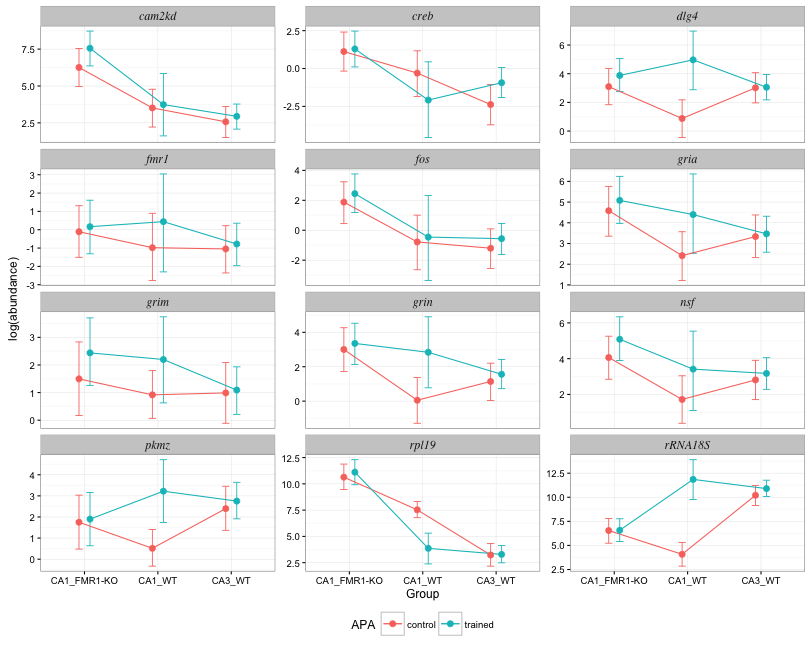 cam2kd creb dlg4
7.5 5.0 2.5
2.5 0.0 -2.5
6 4 2 0
fmr1 fos gria
3 2 1 0 -1 -2 -3
4 2 0 -2
6 5 4 3 2 1
log(abundance)
grim grin nsf
3 2 1 0
4 2 0
6 4 2
pkmz rpl19 rRNA18S
4 3 2 1 0
12.5 10.0 7.5 5.0 2.5
12.5 10.0 7.5 5.0 2.5
CA1_FMR1-KO CA1_WT CA3_WT CA1_FMR1-KO CA1_WT CA3_WT CA1_FMR1-KO CA1_WT CA3_WT
Group
APA control trained